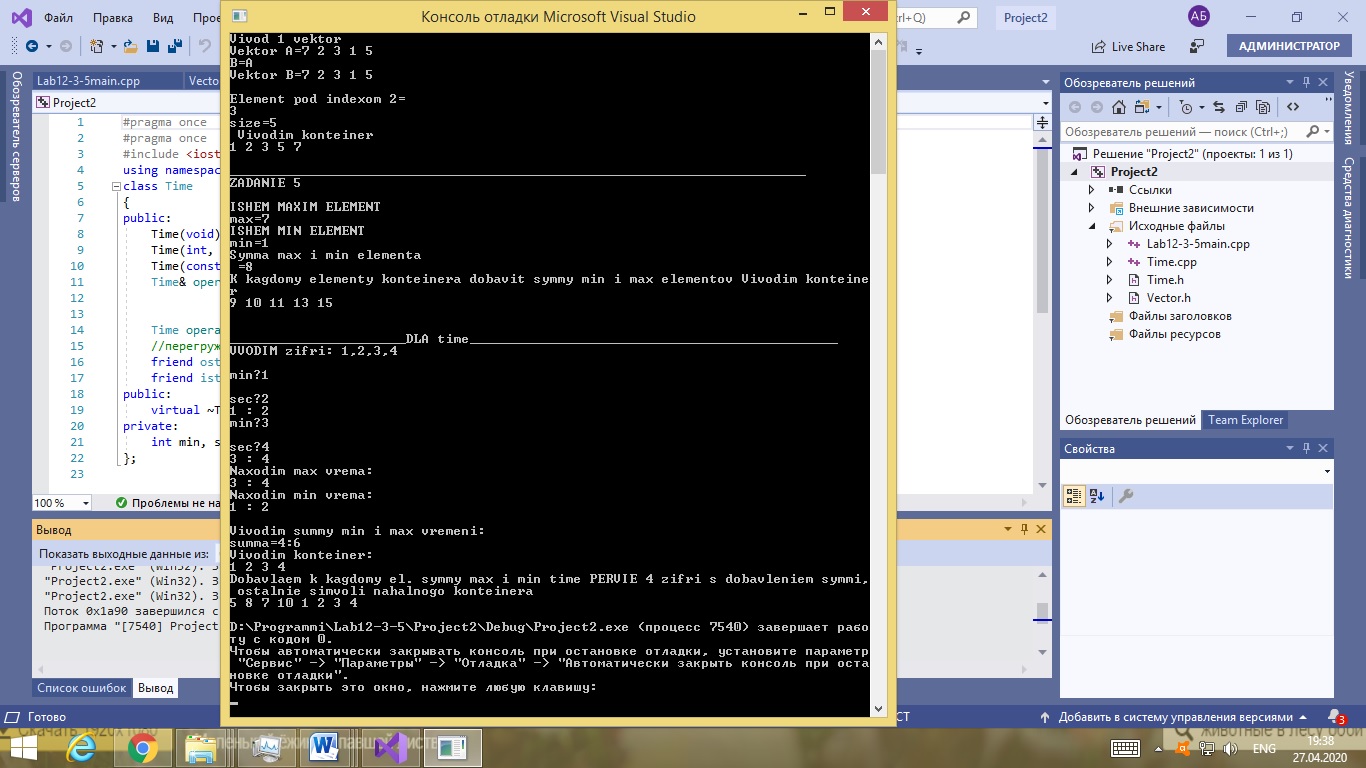 Файл Правка Вид Прое
Консоль отладки Microsoft Visual Studio
trl+Q)
Project2
АБ
Live Share
АДМИНИСТРАТОР
Обозреватель серверов
Lab12-3-5main.cpp Vecto
Project2
1 #pragma once
2 #pragma once
3 #include <iost
4 using namespac
5 class Time
6 {
7 public:
8 Time(void)
9 Time(int,
10 Time(const
11 Time& oper
12
13
14 Time opera
15 //перегруж
16 friend ost
17 friend ist
18 public:
19 virtual ~T
20 private:
21 int min, s
22 };
23
100 % Проблемы не на
Вывод
Показать выходные данные из:
"Project2.exe" (Win32). З
"Project2.exe" (Win32). З
"Project2.exe" (Win32). З
Поток 0x1a90 завершился с
Программа "[7540] Project
Список ошибок Вывод
Готово
Vivod 1 vektor
Vektor A=7 2 3 1 5
B=A
Vektor B=7 2 3 1 5
Element pod indexom 2=
3
size=5
Vivodim konteiner
1 2 3 5 7
ZADANIE 5
ISHEM MAXIM ELEMENT
max=7
ISHEM MIN ELEMENT
min=1
Symma max i min elementa
=8
K kagdomy elementy konteinera dobavit symmy min i max elementov Vivodim konteine
r
9 10 11 13 15
DLA time
VVODIM zifri: 1,2,3,4
min?1
sec?2
1 : 2
min?3
sec?4
3 : 4
Naxodim max vrema:
3 : 4
Naxodim min vrema:
1 : 2
Vivodim summy min i max vremeni:
summa=4:6
Vivodim konteiner:
1 2 3 4
Dobavlaem k kagdomy el. symmy max i min time PERVIE 4 zifri s dobavleniem symmi,
ostalnie simvoli nahalnogo konteinera
5 8 7 10 1 2 3 4
D:\Programmi\Lab12-3-5\Project2\Debug\Project2.exe (процесс 7540) завершает рабо
ту с кодом 0.
Чтобы автоматически закрывать консоль при остановке отладки, установите параметр
"Сервис" -> "Параметры" -> "Отладка" -> "Автоматически закрыть консоль при оста
новке отладки".
Чтобы закрыть это окно, нажмите любую клавишу:
Обозреватель решений
Обозреватель решений — поиск (Ctrl+;)
Решение "Project2" (проекты: 1 из 1)
Project2
Ссылки
Внешние зависимости
Исходные файлы
Lab12-3-5main.cpp
Time.cpp
Time.h
Vector.h
Файлы заголовков
Файлы ресурсов
Обозреватель решений Team Explorer
Свойства
Уведомления
Средства диагностики
СТ
Добавить в систему управления версиями
3
Скачать 1920x1080
животные в лесу
ENG
19:38
27.04.2020